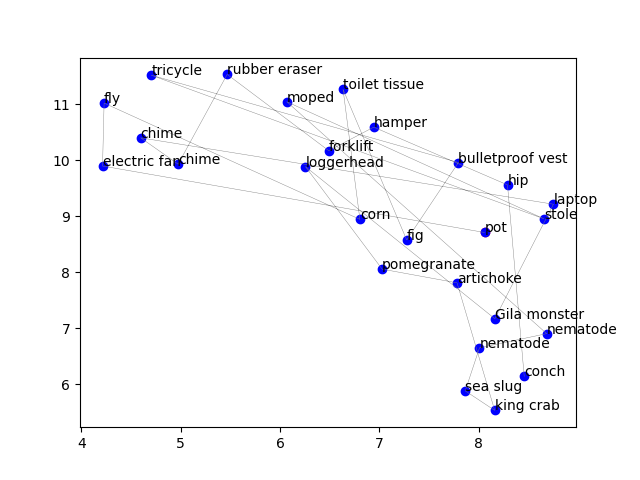 tricycle
rubber eraser
toilet tissue
fly
moped
hamper
chime
forklift
electric fan
chime
loggerhead
bulletproof vest
hip
laptop
corn
stole
fig
pot
pomegranate
artichoke
Gila monster
nematode
nematode
conch
sea slug
king crab
11
10
9
8
7
6
4
5
6
7
8